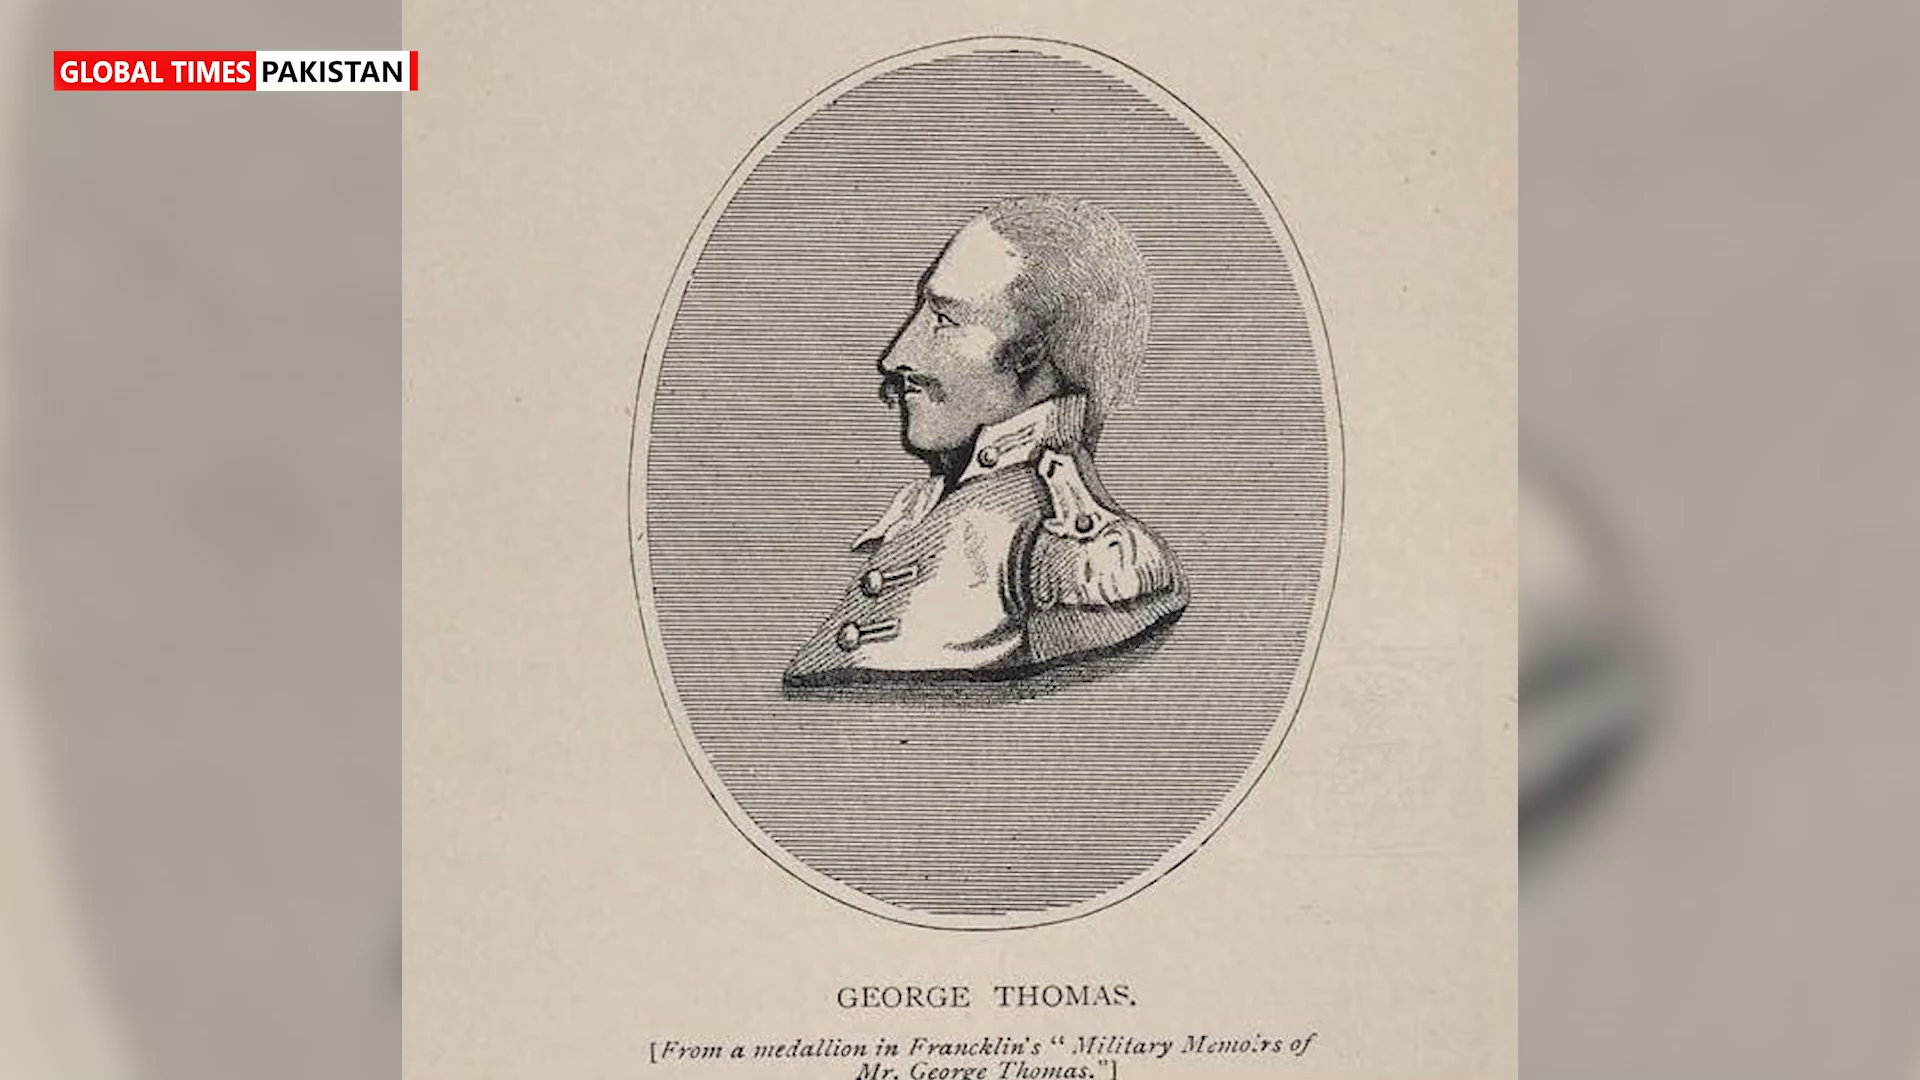 GLOBAL TIMES PAKISTAN
GEORGE THOMAS.
[From a medallion in Francklin's " Military Memoirs of
Mr. George Thomas."]